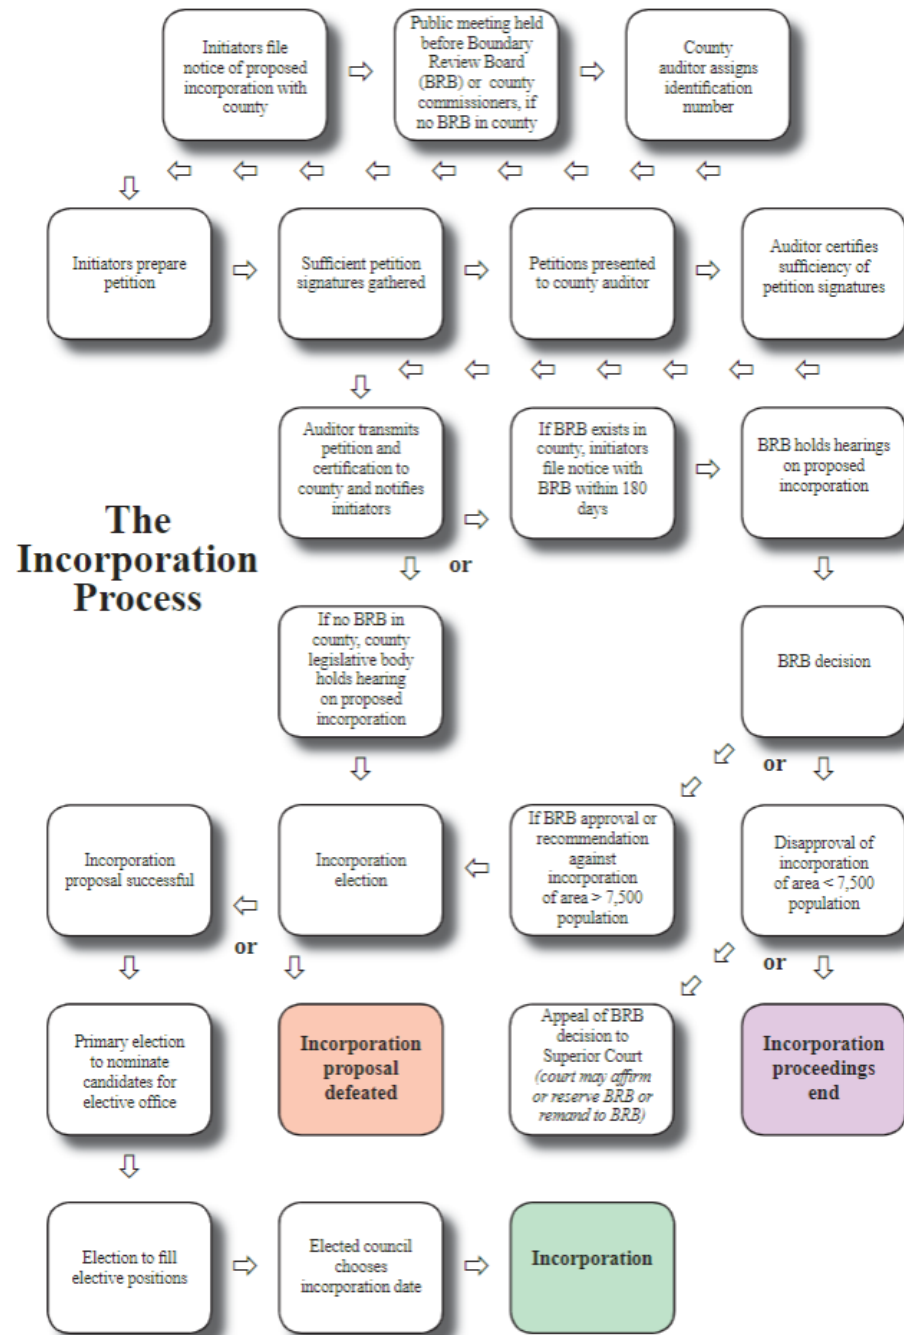 Initiators file
notice of proposed
incorporation with
county
Public meeting held
before Boundary
Review Board
(BRB) or county
commissioners, if
no BRB in county
County
auditor assigns
identification
number
Initiators prepare
petition
Sufficient petition
signatures gathered
Petitions presented
to county auditor
Auditor certifies
sufficiency of
petition signatures
Auditor transmits
petition and
certification to
county and notifies
initiators
If BRB exists in
county, initiators
file notice with
BRB within 180
days
BRB holds hearings
on proposed
incorporation
The
Incorporation
Process
or
If no BRB in
county, county
legislative body
holds hearing
on proposed
incorporation
BRB decision
or
Incorporation
proposal successful
Incorporation
election
If BRB approval or
recommendation
against
incorporation
of area > 7,500
population
Disapproval of
incorporation
of area < 7,500
population
or
or
Primary election
to nominate
candidates for
elective office
Incorporation
proposal
defeated
Appeal of BRB
decision to
Superior Court
(court may affirm
or reserve BRB or
remand to BRB)
Incorporation
proceedings
end
Election to fill
elective positions
Elected council
chooses
incorporation date
Incorporation